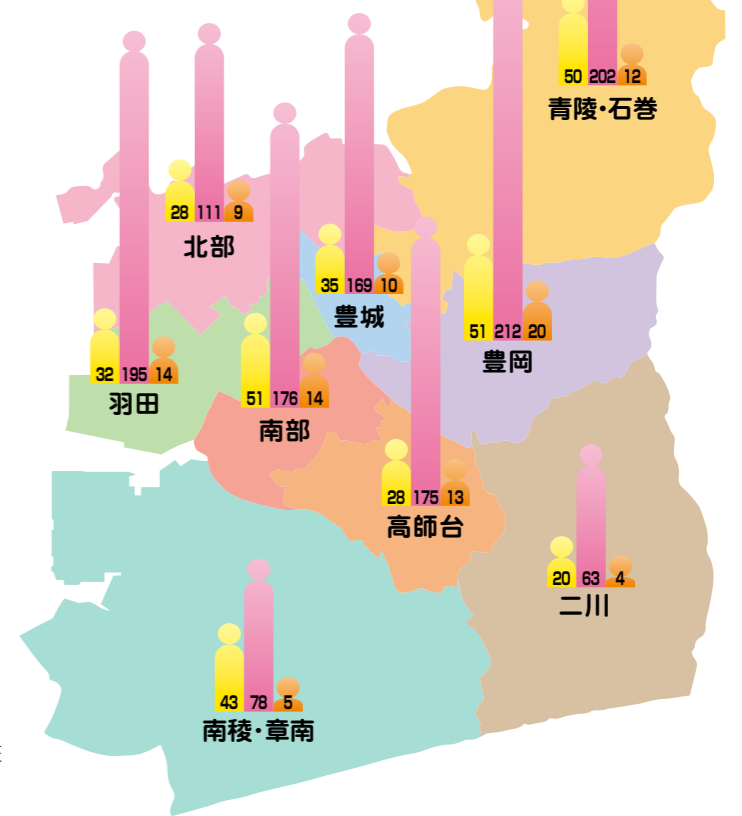 50 202 12
青陵・石巻
28 111 9
北部
35 169 10
豊城
51 212 20
豊岡
32 195 14
羽田
51 176 14
南部
28 175 13
高師台
20 63 4
二川
43 78 5
南稜・章南